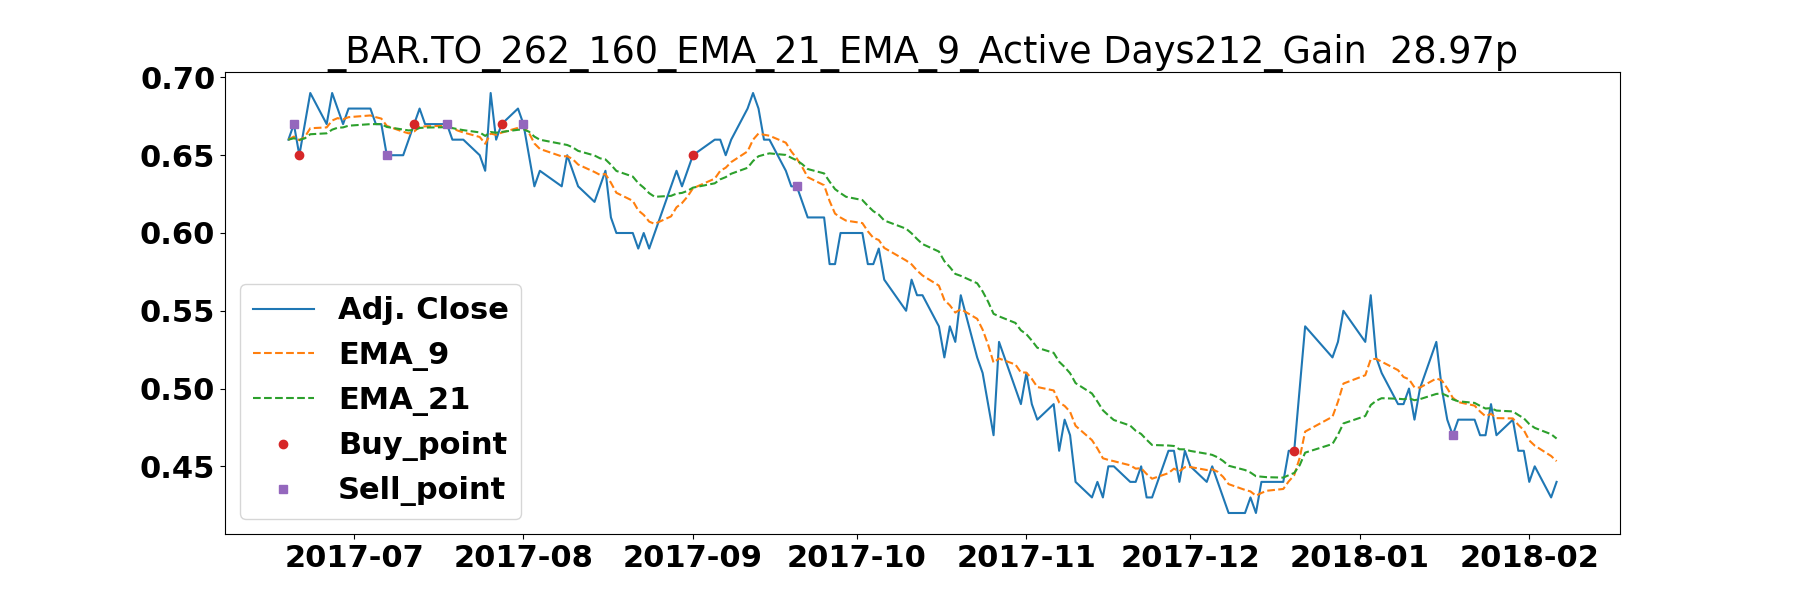 _BAR.TO_262_160_EMA_21_EMA_9_Active Days212_Gain  28.97p
0.70
0.65
0.60
0.55
0.50
0.45
Adj. Close
EMA_9
EMA_21
Buy_point
Sell_point
2017-07 2017-08 2017-09 2017-10 2017-11 2017-12 2018-01 2018-02